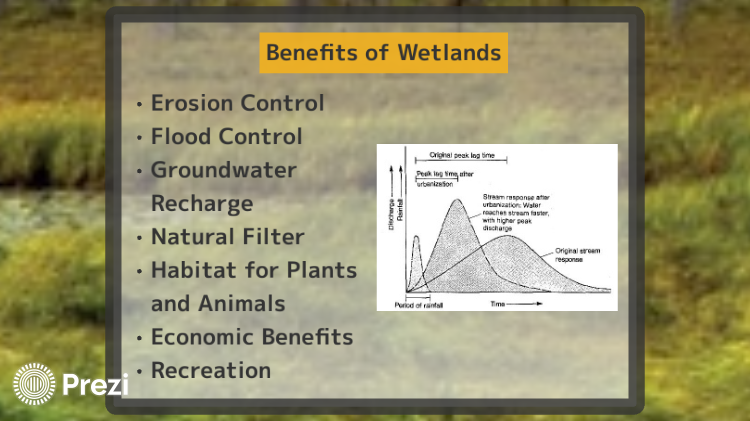 Benefits of Wetlands
• Erosion Control
• Flood Control
• Groundwater
Recharge
• Natural Filter
• Habitat for Plants
and Animals
• Economic Benefits
• Recreation
Original peak lag time
Peak lag time after
urbanization
Discharge
Rainfall
Stream response after
urbanization: Water
reaches stream faster,
with higher peak
discharge
Original stream
response
Period of rainfall
Time
Prezi